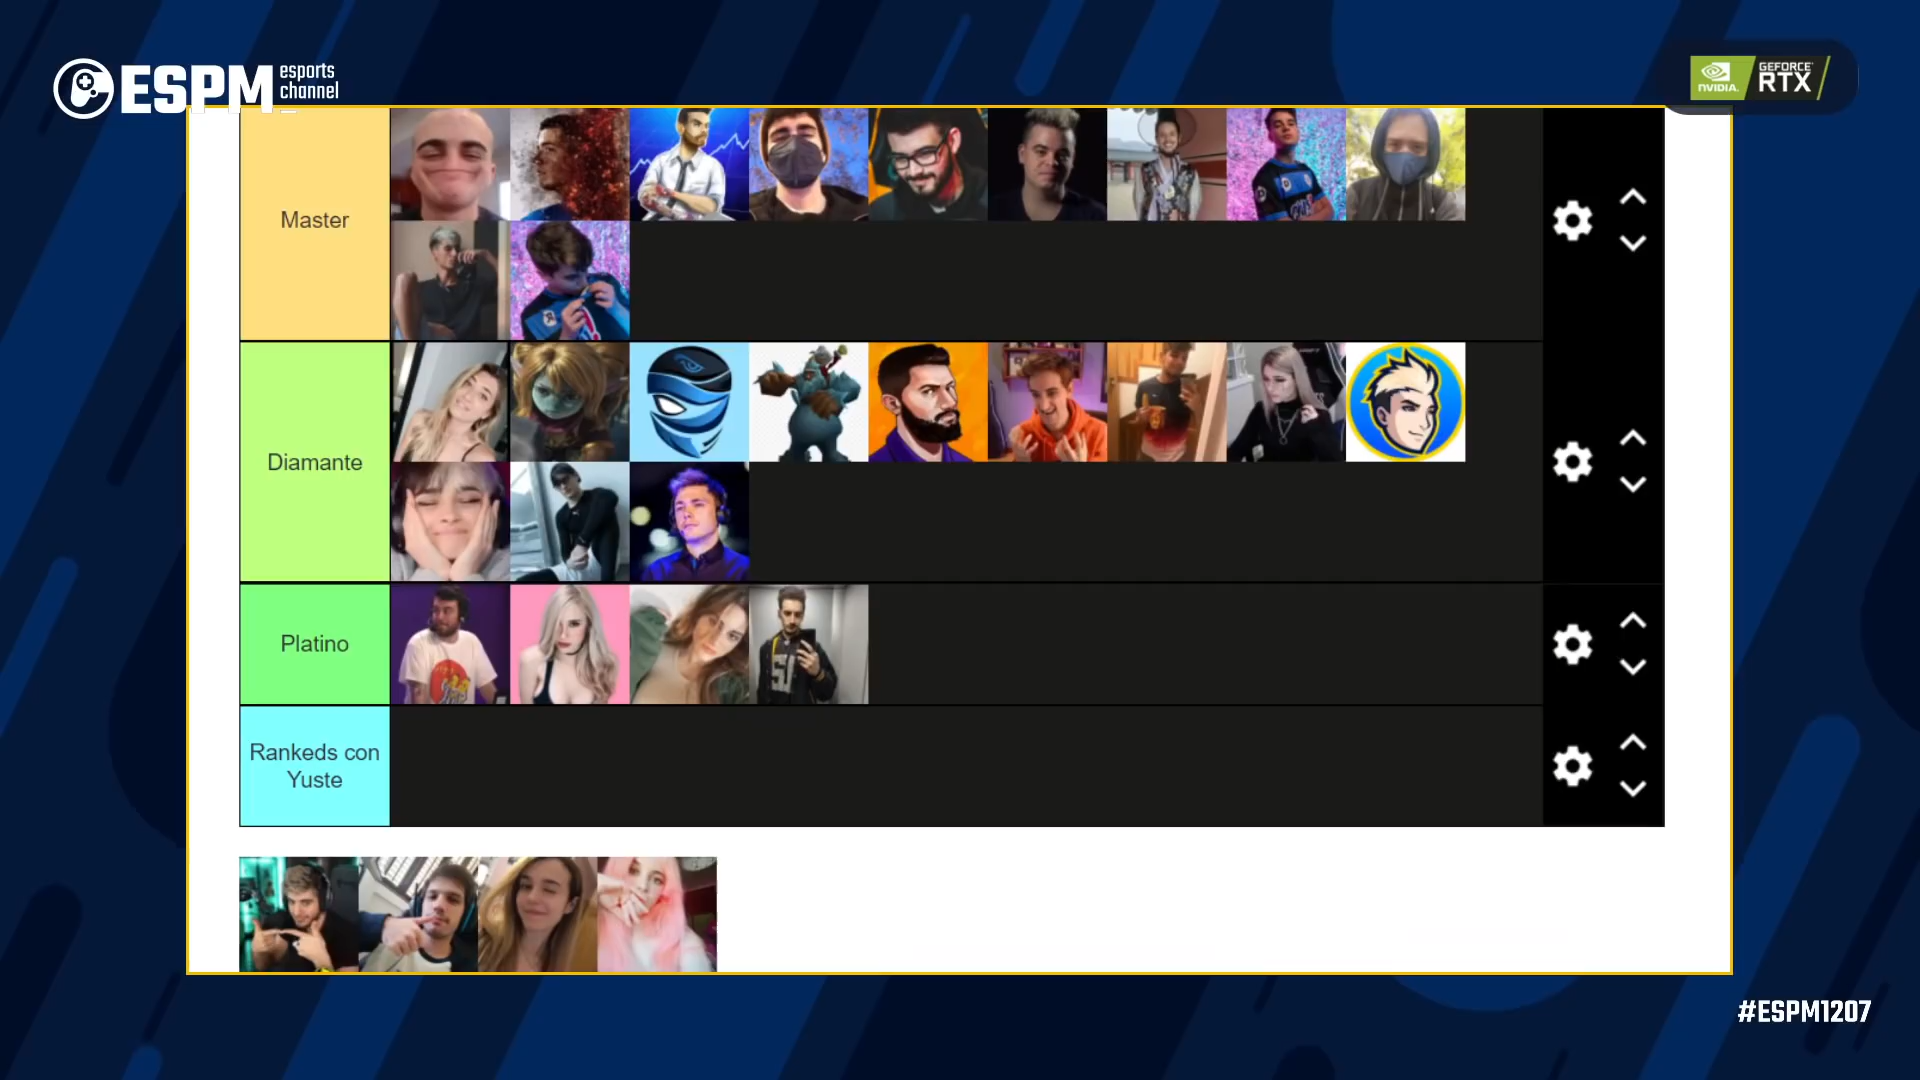 ESPM esports
channel
NVIDIA. GEFORCE RTX
Master
Diamante
Platino
Rankeds con
Yuste
#ESPM1207